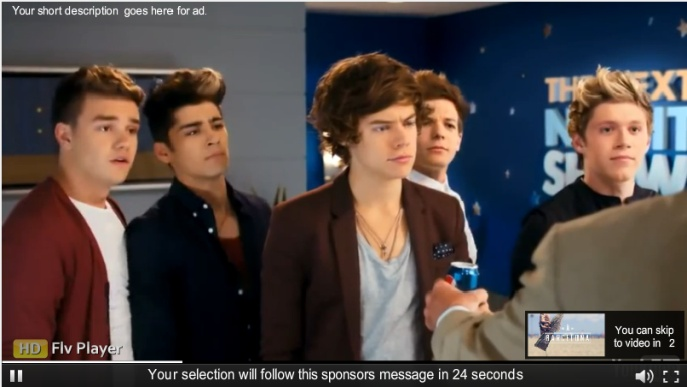 Your short description goes here for ad.
THE NEXT
SHOW
HD Flv Player
BARCELONA
You can skip
to video in 2
Your selection will follow this sponsors message in 24 seconds